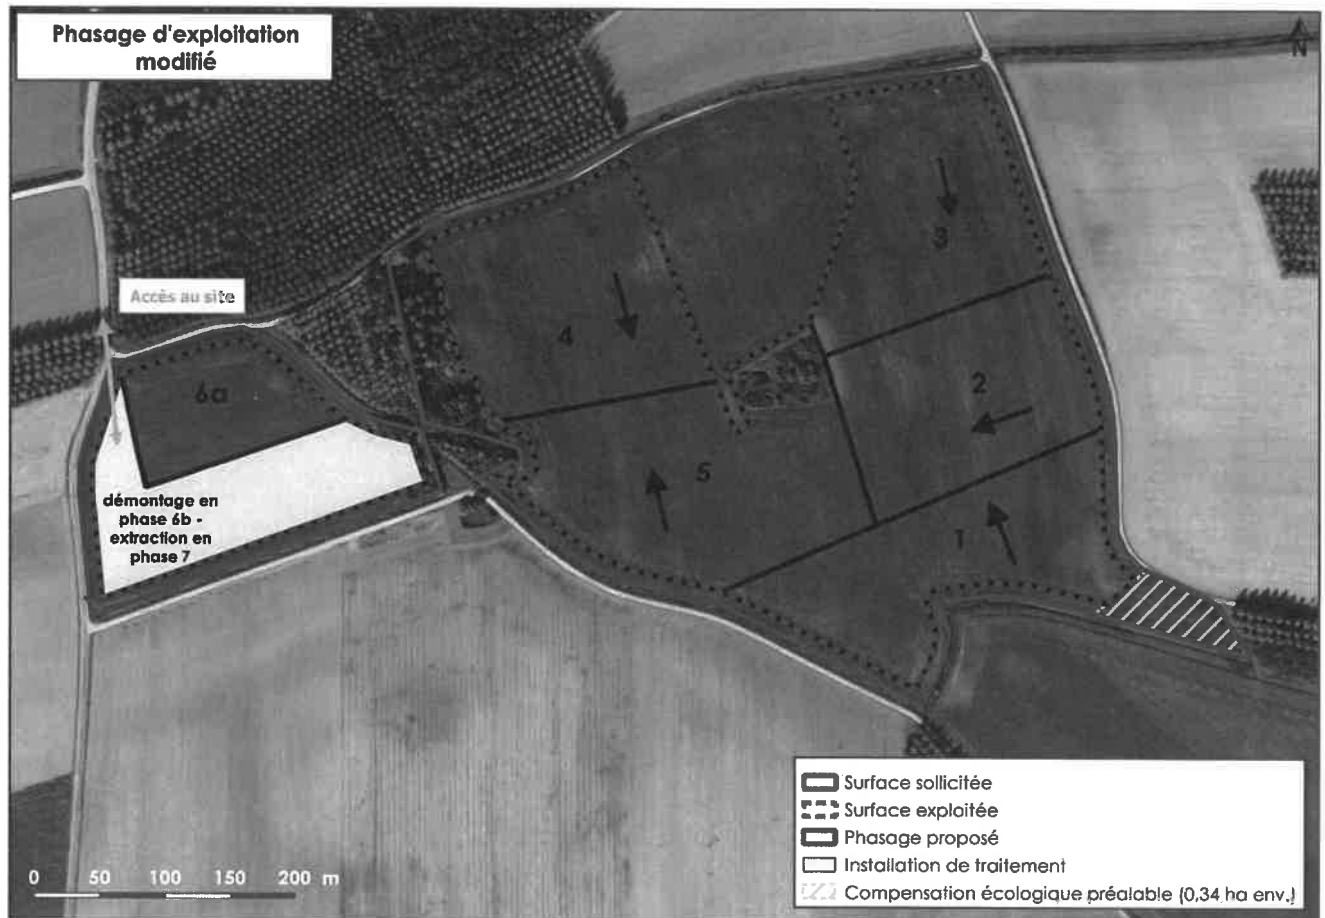 Phasage d'exploitation
modifié
N
3
Accès au site
4
2
6a
5
démontage en
phase 6b -
extraction en
phase 7
1
Surface sollicitée
Surface exploitée
Phasage proposé
Installation de traitement
Compensation écologique préalable (0,34 ha env.)
0 50 100 150 200 m